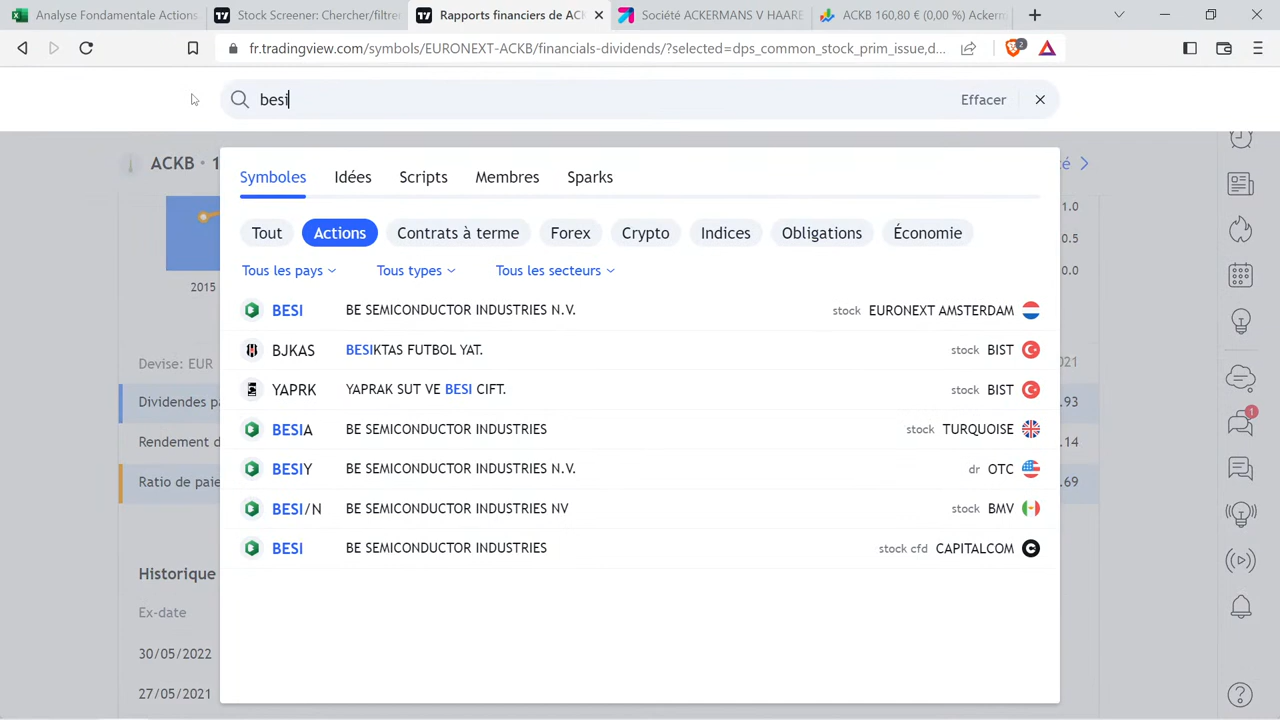 Analyse Fondamentale Actions
Stock Screener: Chercher/filtrer
Rapports financiers de ACK
Société ACKERMANS V HAARE
ACKB 160,80 € (0,00 %) Ackerm
fr.tradingview.com/symbols/EURONEXT-ACKB/financials-dividends/?selected=dps_common_stock_prim_issue,d...
2
besi
Effacer
ACKB • 1
é
Symboles
Idées
Scripts
Membres
Sparks
Tout
Actions
Contrats à terme
Forex
Crypto
Indices
Obligations
Économie
Tous les pays
Tous types
Tous les secteurs
BESI BE SEMICONDUCTOR INDUSTRIES N.V. stock EURONEXT AMSTERDAM
BJKAS BESIKTAS FUTBOL YAT. stock BIST
YAPRK YAPRAK SUT VE BESI CIFT. stock BIST
BESIA BE SEMICONDUCTOR INDUSTRIES stock TURQUOISE
BESIY BE SEMICONDUCTOR INDUSTRIES N.V. dr OTC
BESI/N BE SEMICONDUCTOR INDUSTRIES NV stock BMV
BESI BE SEMICONDUCTOR INDUSTRIES stock cfd CAPITALCOM
1.0
0.5
0.0
2015
Devise: EUR
021
Dividendes pa
.93
Rendement d
.14
Ratio de paie
.69
Historique
Ex-date
30/05/2022
27/05/2021
1